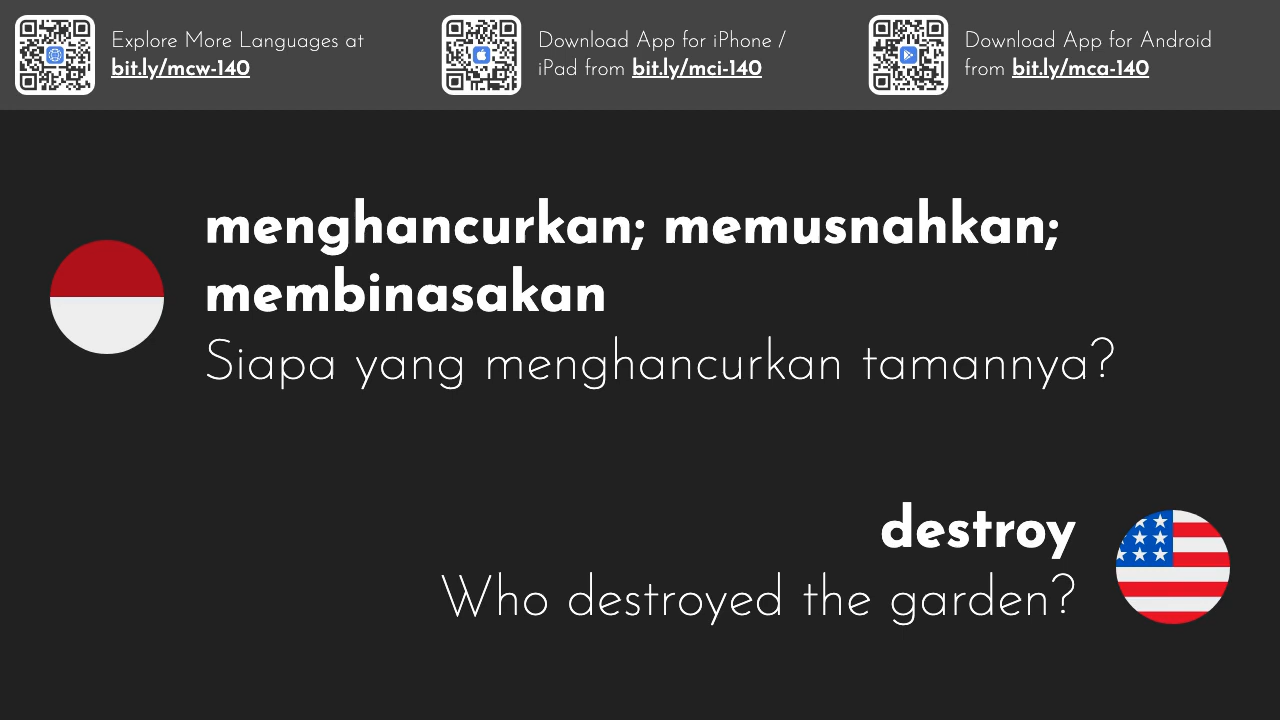 Explore More Languages at
bit.ly/mcw-140
Download App for iPhone /
iPad from bit.ly/mci-140
Download App for Android
from bit.ly/mca-140
menghancurkan; memusnahkan;
membinasakan
Siapa yang menghancurkan tamannya?
destroy
Who destroyed the garden?